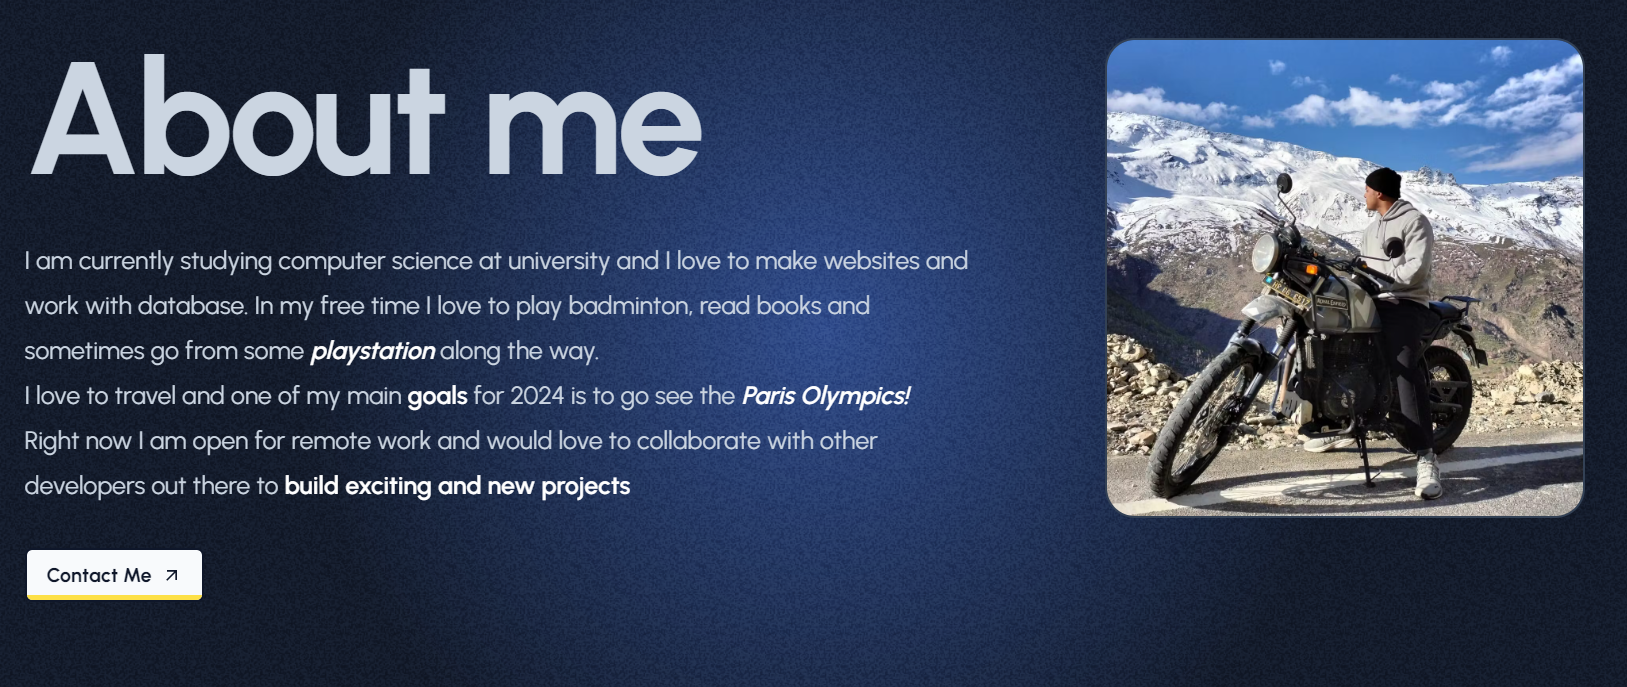 About me
I am currently studying computer science at university and I love to make websites and
work with database. In my free time I love to play badminton, read books and
sometimes go from some playstation along the way.
I love to travel and one of my main goals for 2024 is to go see the Paris Olympics!
Right now I am open for remote work and would love to collaborate with other
developers out there to build exciting and new projects
Contact Me
ROYAL ENFIELD